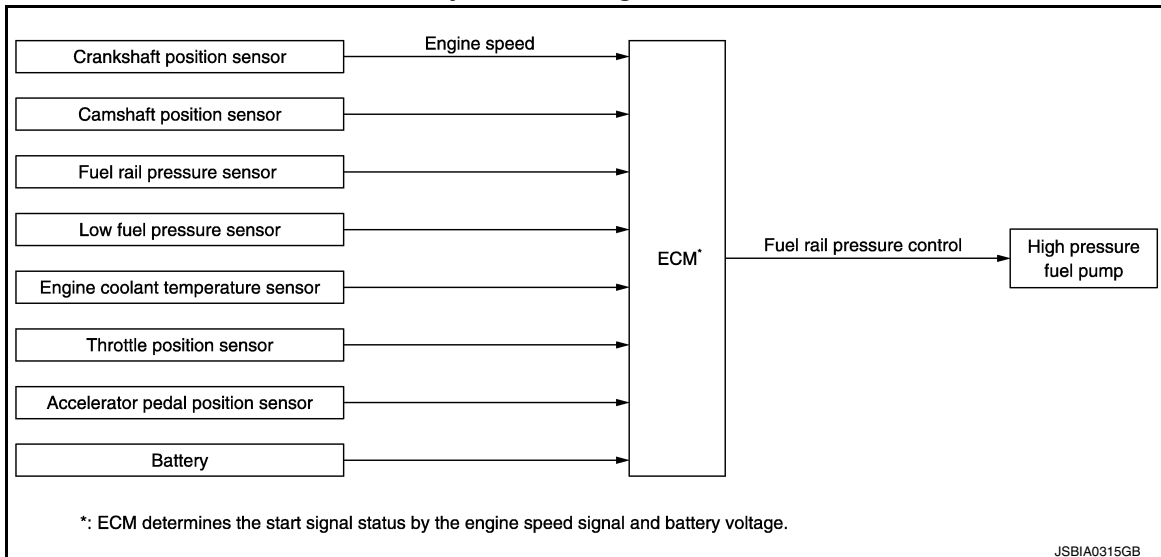 Crankshaft position sensor
Engine speed
Camshaft position sensor
Fuel rail pressure sensor
Low fuel pressure sensor
Engine coolant temperature sensor
Throttle position sensor
Accelerator pedal position sensor
Battery
ECM*
Fuel rail pressure control
High pressure
fuel pump
*: ECM determines the start signal status by the engine speed signal and battery voltage.
JSBIA0315GB